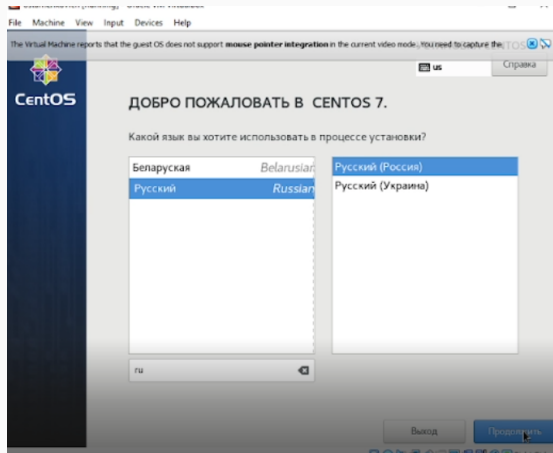 File Machine View Input Devices Help
The Virtual Machine reports that the guest OS does not support mouse pointer integration in the current video mode. You need to capture the
us
Справка
CentOS
ДОБРО ПОЖАЛОВАТЬ В CENTOS 7.
Какой язык вы хотите использовать в процессе установки?
Беларуская Belarusian
Русский Russian
Русский (Россия)
Русский (Украина)
ru
Выход
Продолжить